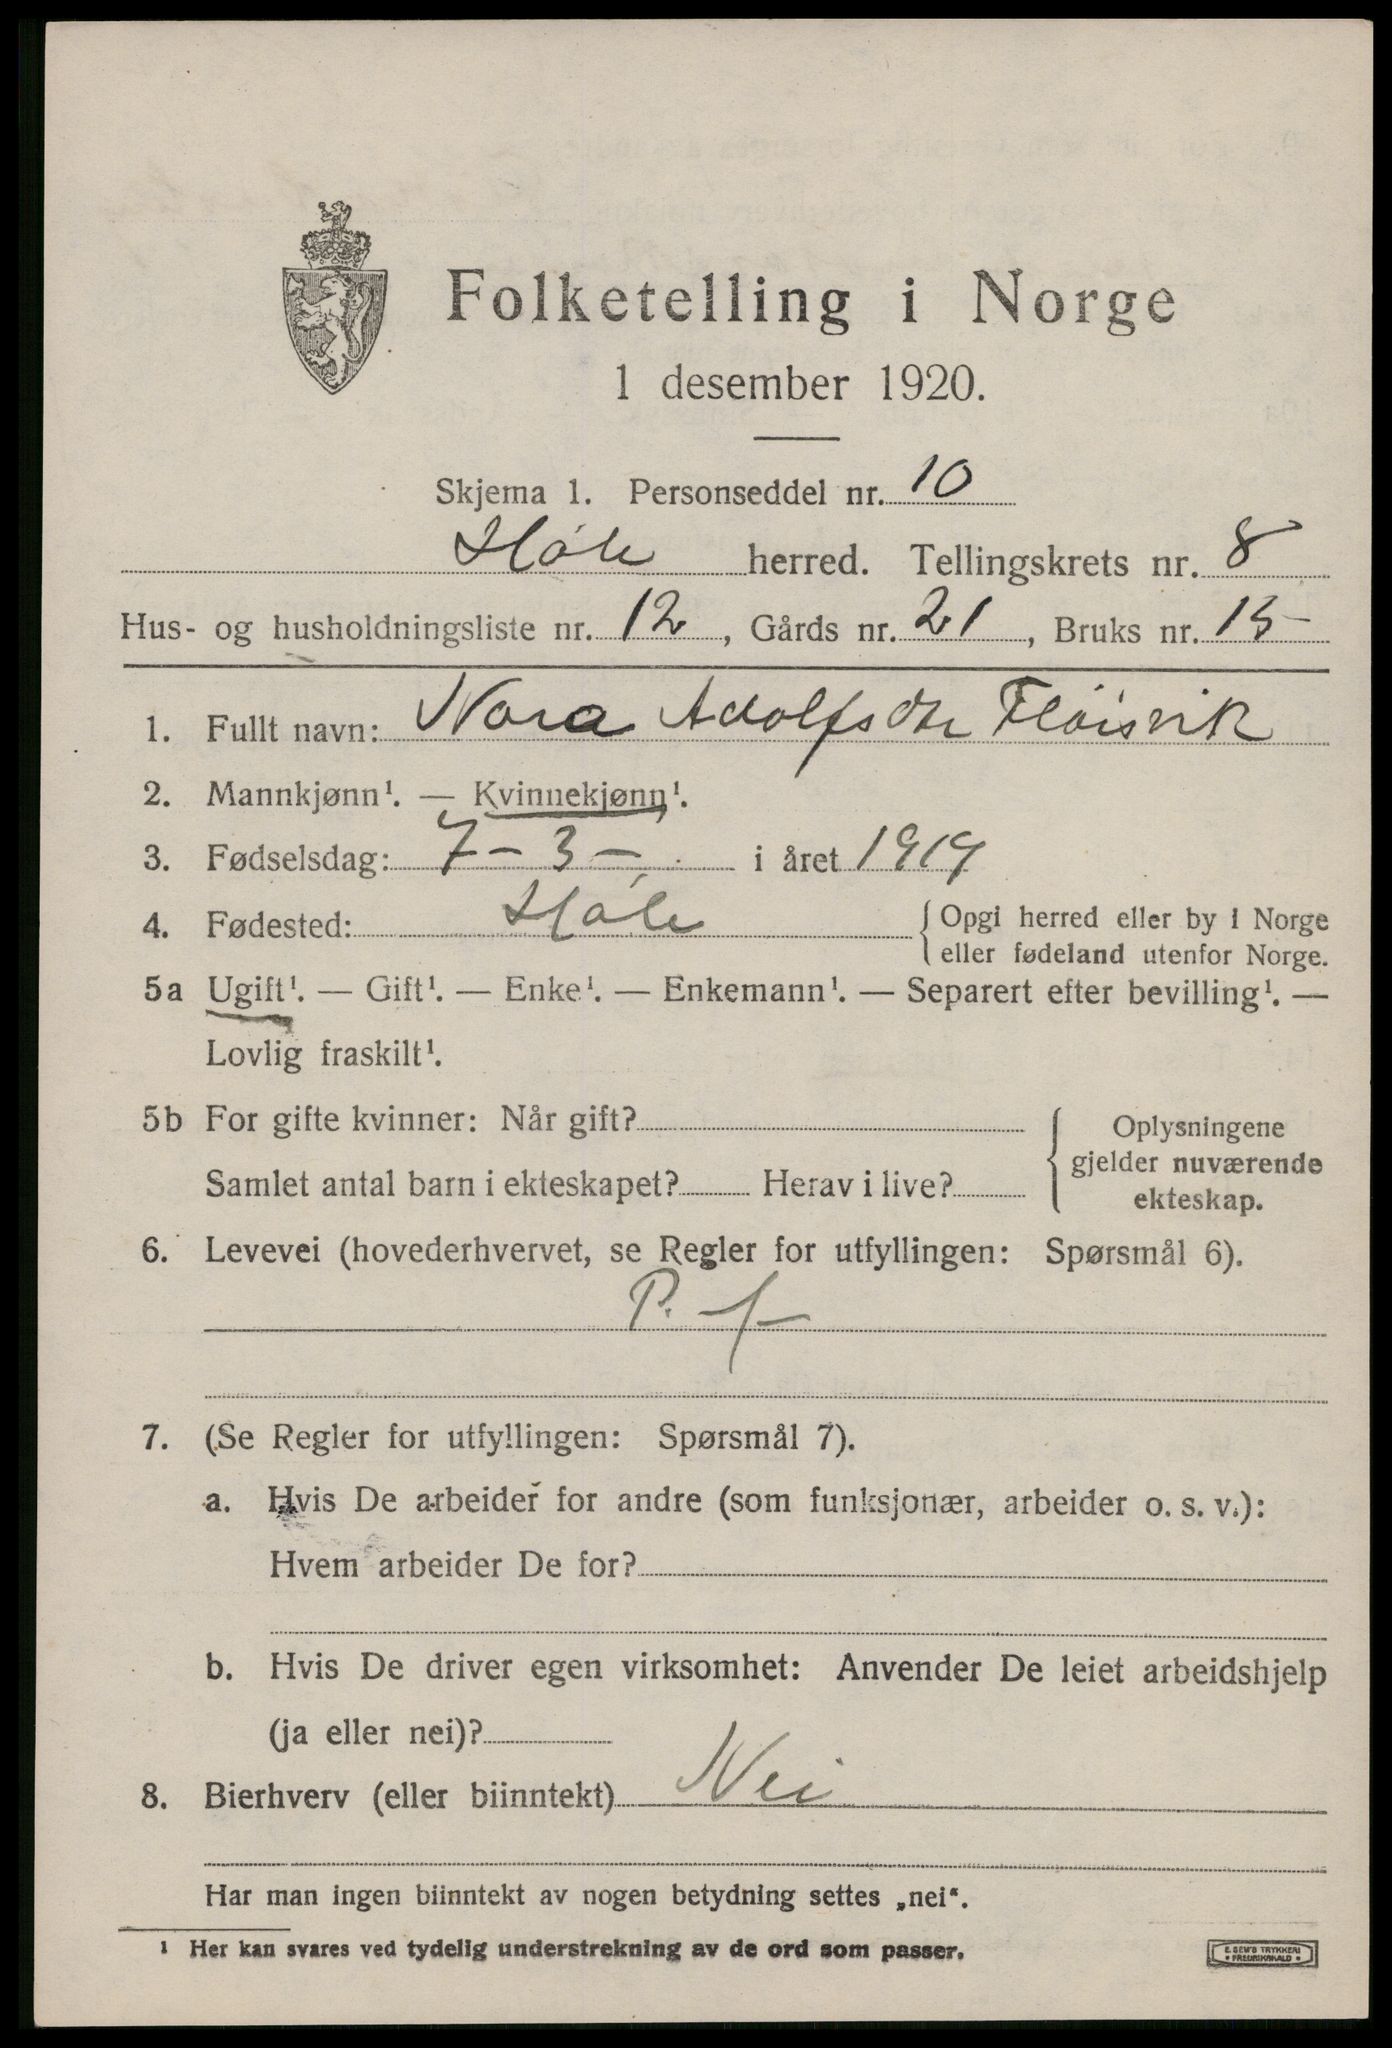 Folketelling i Norge
1 desember 1920.
Skjema 1. Personseddel nr. 10
Høle herred. Tellingskrets nr. 8
Hus- og husholdningsliste nr. 12, Gårds nr. 21, Bruks nr. 15
1. Fullt navn: Nora Adolfsdtr Fløisvik
2. Mannkjønn¹. — Kvinnekjønn¹.
3. Fødselsdag: 7 – 3 – i året 1919
4. Fødested: Høle { Opgi herred eller by i Norge
eller fødeland utenfor Norge.
5a Ugift¹. — Gift¹. — Enke¹. — Enkemann¹. — Separert efter bevilling¹. —
Lovlig fraskilt¹.
5b For gifte kvinner: Når gift? { Oplysningene
gjelder nuværende
Samlet antal barn i ekteskapet? Herav i live? ekteskap.
6. Levevei (hovederhvervet, se Regler for utfyllingen: Spørsmål 6).
P. f
7. (Se Regler for utfyllingen: Spørsmål 7).
a. Hvis De arbeider for andre (som funksjonær, arbeider o. s. v.):
Hvem arbeider De for?
b. Hvis De driver egen virksomhet: Anvender De leiet arbeidshjelp
(ja eller nei)?
8. Bierhverv (eller biinntekt) Nei
Har man ingen biinntekt av nogen betydning settes „nei“.
¹ Her kan svares ved tydelig understrekning av de ord som passer.
E. SEM'S TRYKKERI
• FREDRIKSHALD •